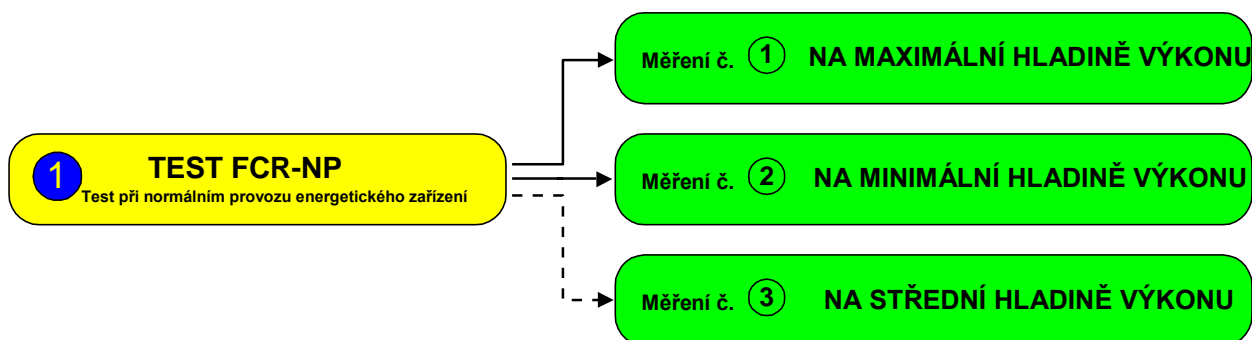 1 TEST FCR-NP
Test při normálním provozu energetického zařízení
Měření č. 1 NA MAXIMÁLNÍ HLADINĚ VÝKONU
Měření č. 2 NA MINIMÁLNÍ HLADINĚ VÝKONU
Měření č. 3 NA STŘEDNÍ HLADINĚ VÝKONU